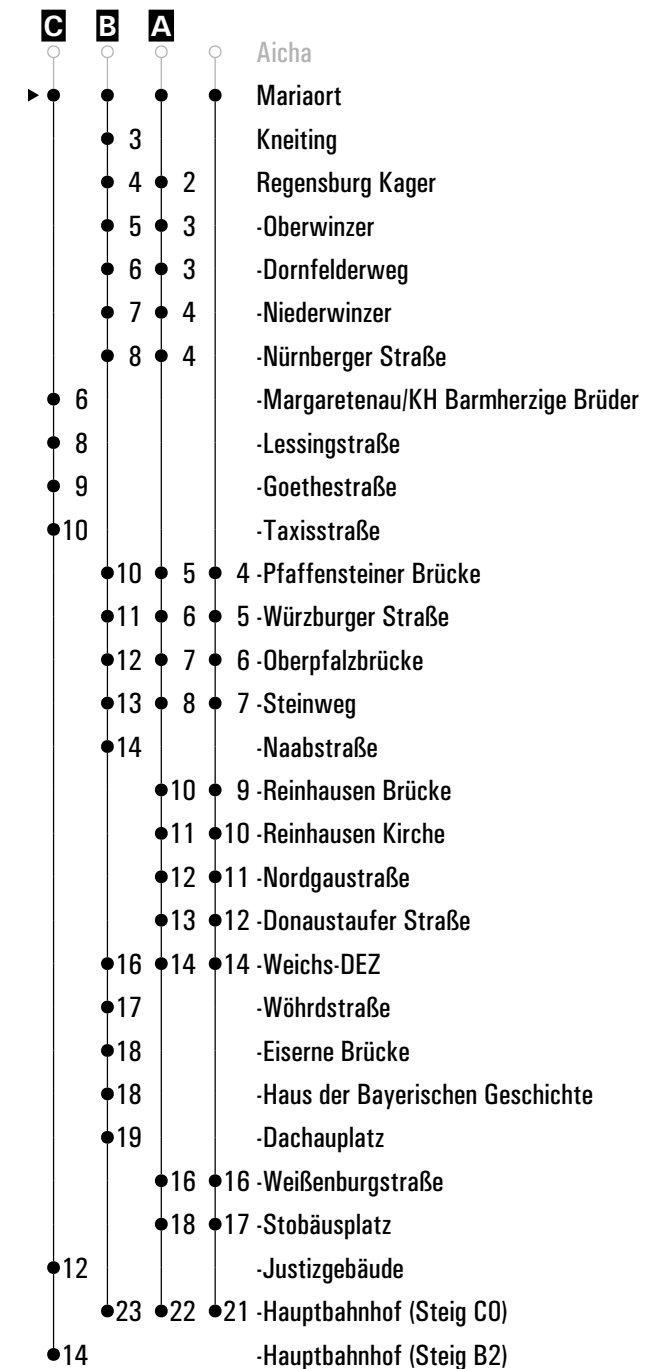 C B A
Aicha
Mariaort
3 Kneiting
4 2 Regensburg Kager
5 3 -Oberwinzer
6 3 -Dornfelderweg
7 4 -Niederwinzer
8 4 -Nürnberger Straße
6 -Margaretenau/KH Barmherzige Brüder
8 -Lessingstraße
9 -Goethestraße
10 -Taxisstraße
10 5 4 -Pfaffensteiner Brücke
11 6 5 -Würzburger Straße
12 7 6 -Oberpfalzbrücke
13 8 7 -Steinweg
14 -Naabstraße
10 9 -Reinhausen Brücke
11 10 -Reinhausen Kirche
12 11 -Nordgaustraße
13 12 -Donaustaufer Straße
16 14 14 -Weichs-DEZ
17 -Wöhrdstraße
18 -Eiserne Brücke
18 -Haus der Bayerischen Geschichte
19 -Dachauplatz
16 16 -Weißenburgstraße
18 17 -Stobäusplatz
12 -Justizgebäude
23 22 21 -Hauptbahnhof (Steig C0)
14 -Hauptbahnhof (Steig B2)